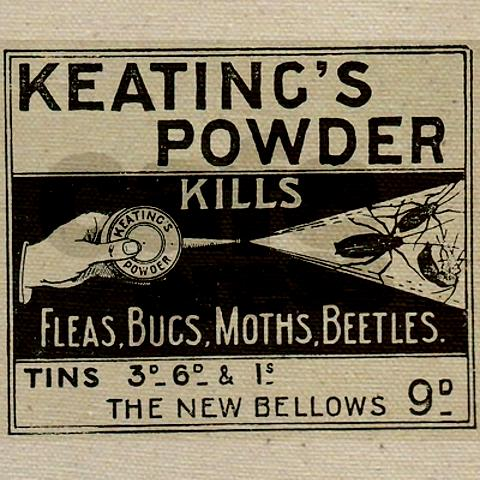 KEATING'S
POWDER
KILLS
KEATING'S
POWDER
FLEAS, BUGS, MOTHS, BEETLES.
TINS 3D 6D & 1s
THE NEW BELLOWS 9D